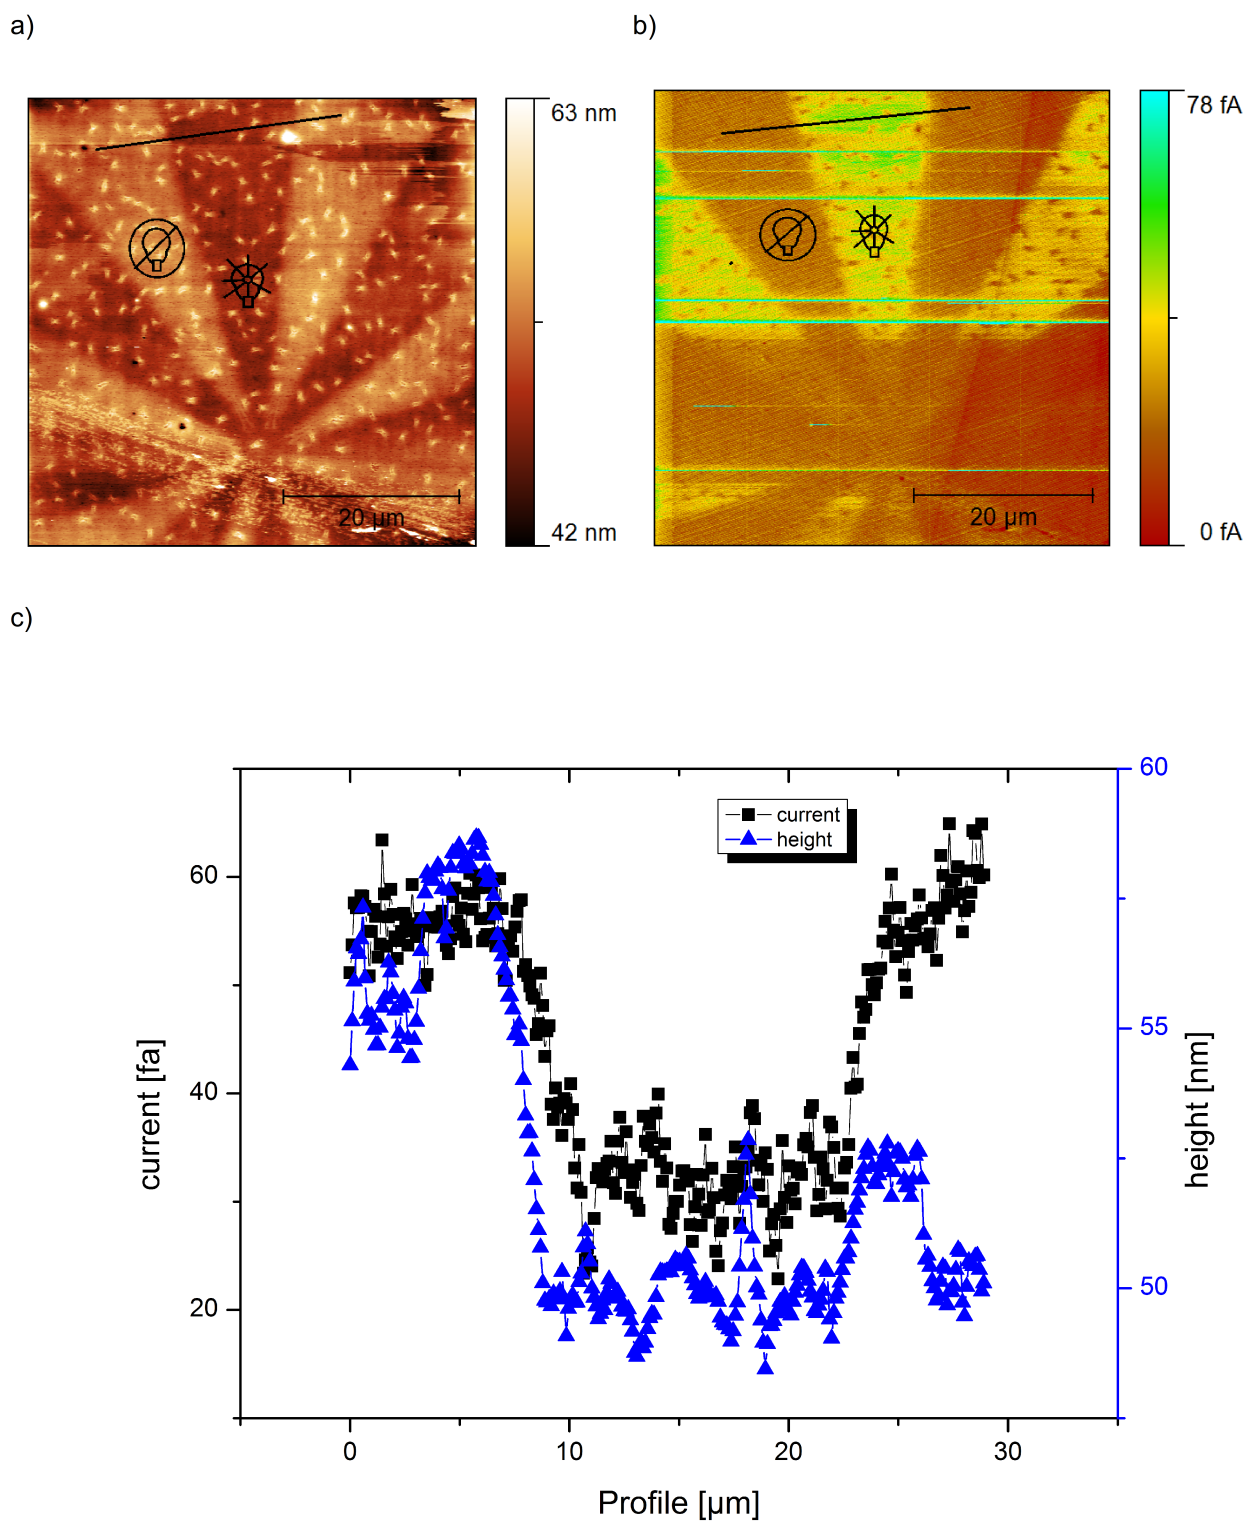 a)
b)
63 nm
42 nm
20 µm
78 fA
0 fA
20 µm
c)
current
height
60
40
20
60
55
50
0
10
20
30
current [fa]
height [nm]
Profile [µm]